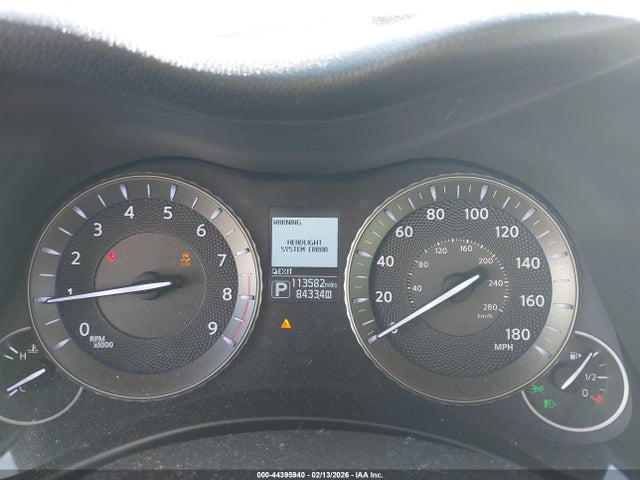 WARNING
HEADLIGHT
SYSTEM ERROR
EXIT
P
113582miles
84334
0 1 2 3 4 5 6 7 8 9
RPM
x1000
0 20 40 60 80 100 120 140 160 180
MPH
40 80 120 160 200 240 280
km/h
H
C
1/2
0
OFF
000-44395940 - 02/13/2026 - IAA Inc.